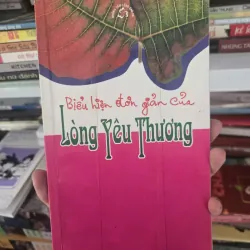 Biểu hiện đơn giản của
Lòng Yêu Thương